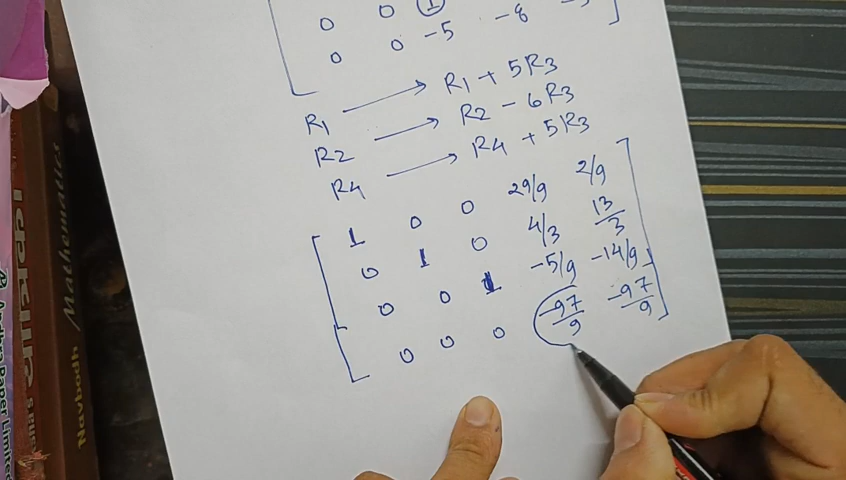 0 0 1
0 0 -5 -8
R1 → R1 + 5R3
R2 → R2 - 6R3
R4 → R4 + 5R3
1 0 0 29/9 2/9
0 1 0 4/3 13/3
0 0 1 -5/9 -14/9
0 0 0 -97/9 -97/9
Navbodh
Mathematics